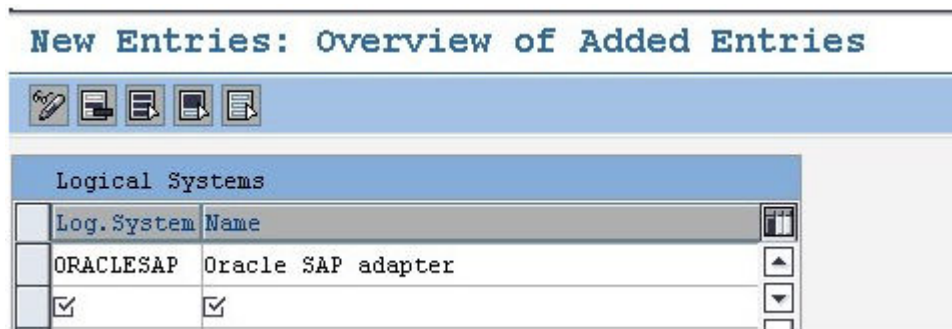 New Entries: Overview of Added Entries
Logical Systems
Log.System Name
ORACLESAP Oracle SAP adapter